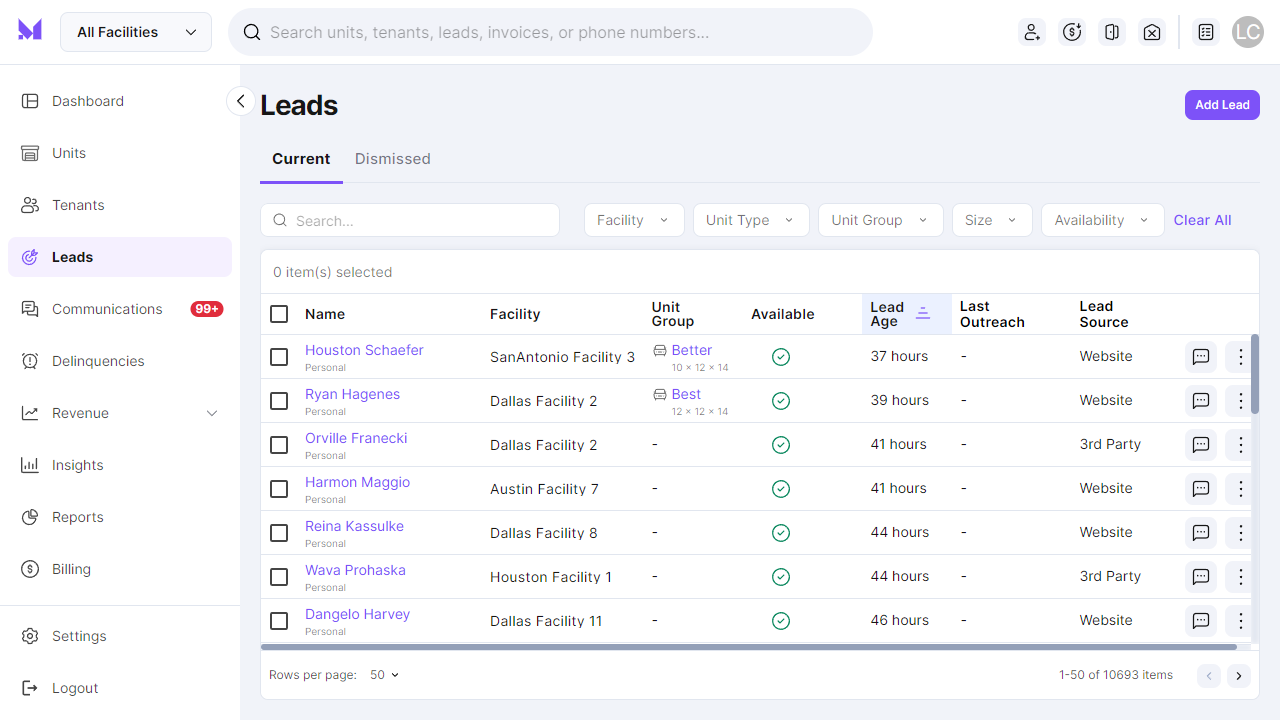 All Facilities
Search units, tenants, leads, invoices, or phone numbers...
LC
Dashboard
Units
Tenants
Leads
Communications 99+
Delinquencies
Revenue
Insights
Reports
Billing
Settings
Logout
Leads
Add Lead
Current Dismissed
Search... Facility Unit Type Unit Group Size Availability Clear All
0 item(s) selected
Name Facility Unit Group Available Lead Age Last Outreach Lead Source
Houston Schaefer SanAntonio Facility 3 Better 37 hours - Website
Personal 10 × 12 × 14
Ryan Hagenes Dallas Facility 2 Best 39 hours - Website
Personal 12 × 12 × 14
Orville Franecki Dallas Facility 2 - 41 hours - 3rd Party
Personal
Harmon Maggio Austin Facility 7 - 41 hours - Website
Personal
Reina Kassulke Dallas Facility 8 - 44 hours - Website
Personal
Wava Prohaska Houston Facility 1 - 44 hours - 3rd Party
Personal
Dangelo Harvey Dallas Facility 11 - 46 hours - Website
Personal
Rows per page: 50 1-50 of 10693 items